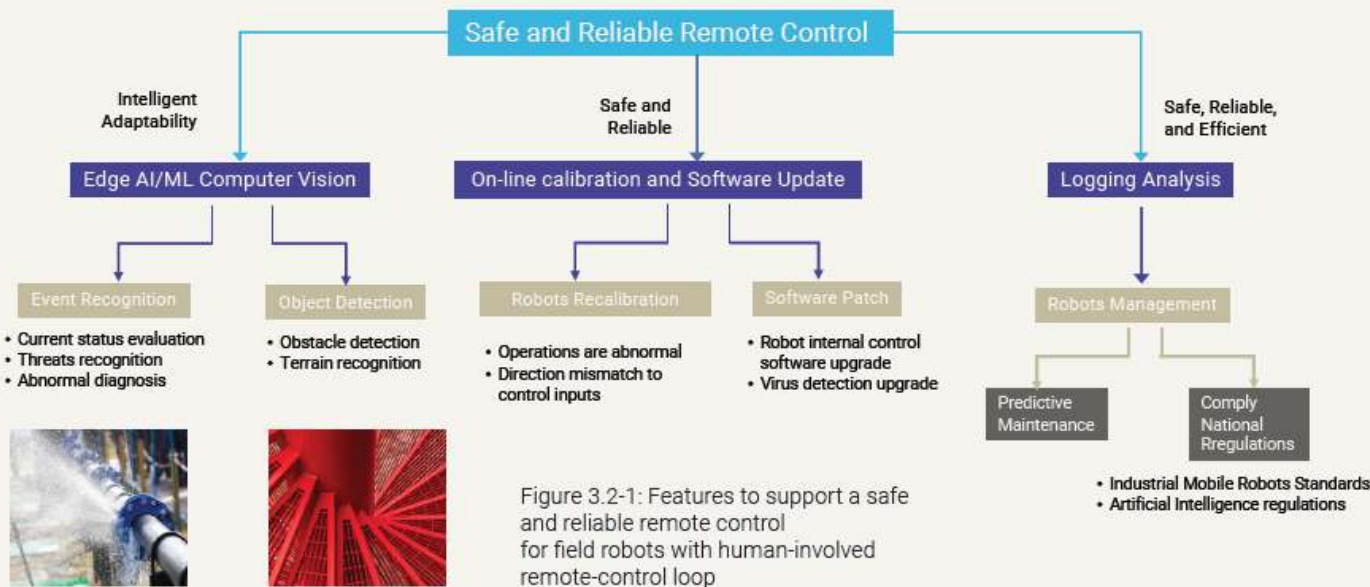 Safe and Reliable Remote Control
Intelligent
Adaptability
Safe and
Reliable
Safe, Reliable,
and Efficient
Edge AI/ML Computer Vision
On-line calibration and Software Update
Logging Analysis
Event Recognition
• Current status evaluation
• Threats recognition
• Abnormal diagnosis
Object Detection
• Obstacle detection
• Terrain recognition
Robots Recalibration
• Operations are abnormal
• Direction mismatch to
control inputs
Software Patch
• Robot internal control
software upgrade
• Virus detection upgrade
Robots Management
Predictive
Maintenance
Comply
National
Rregulations
• Industrial Mobile Robots Standards
• Artificial Intelligence regulations
Figure 3.2-1: Features to support a safe
and reliable remote control
for field robots with human-involved
remote-control loop